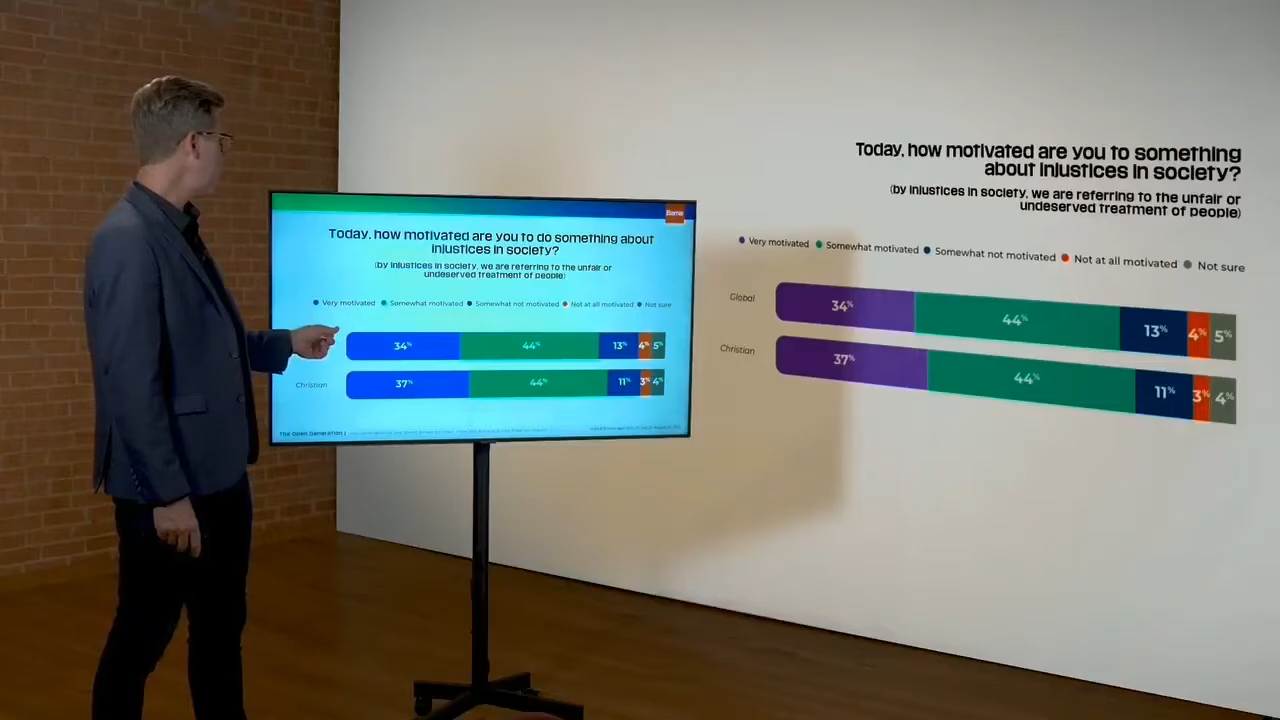 Barna
Today, how motivated are you to do something about
injustices in society?
(by injustices in society, we are referring to the unfair or
undeserved treatment of people)
Very motivated Somewhat motivated Somewhat not motivated Not at all motivated Not sure
34% 44% 13% 4% 5%
Christian 37% 44% 11% 3% 4%
The Open Generation |
Today, how motivated are you to something
about injustices in society?
(by injustices in society, we are referring to the unfair or
undeserved treatment of people)
Very motivated Somewhat motivated Somewhat not motivated Not at all motivated Not sure
Global 34% 44% 13% 4% 5%
Christian 37% 44% 11% 3% 4%